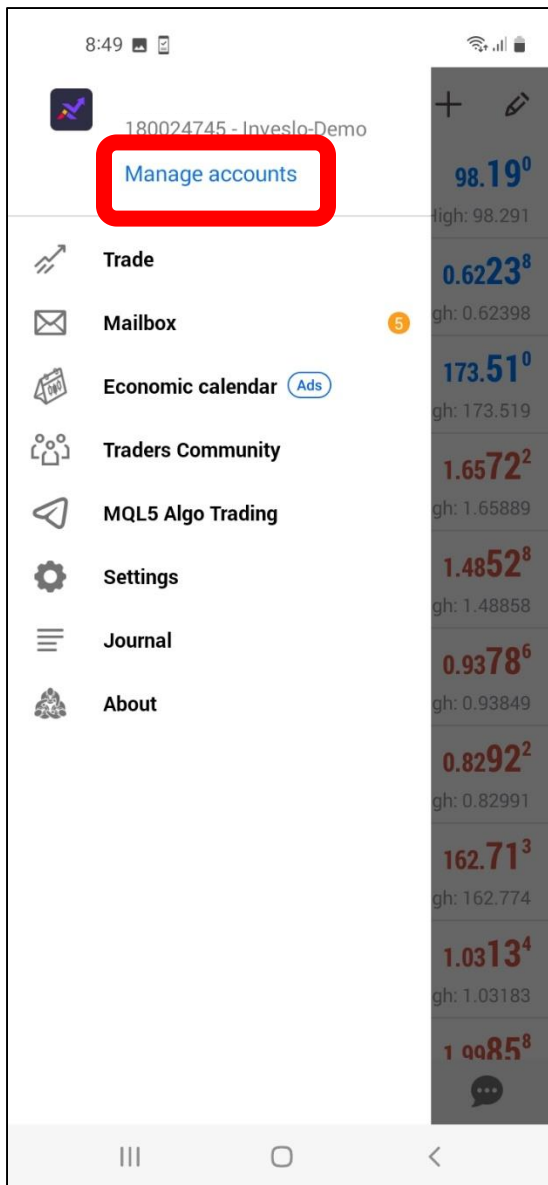 8:49
180024745 - Inveslo-Demo
Manage accounts
Trade
Mailbox 5
Economic calendar Ads
Traders Community
MQL5 Algo Trading
Settings
Journal
About
98.190
High: 98.291
0.62238
gh: 0.62398
173.510
gh: 173.519
1.65722
gh: 1.65889
1.48528
gh: 1.48858
0.93786
gh: 0.93849
0.82922
gh: 0.82991
162.713
gh: 162.774
1.03134
gh: 1.03183
1.99858